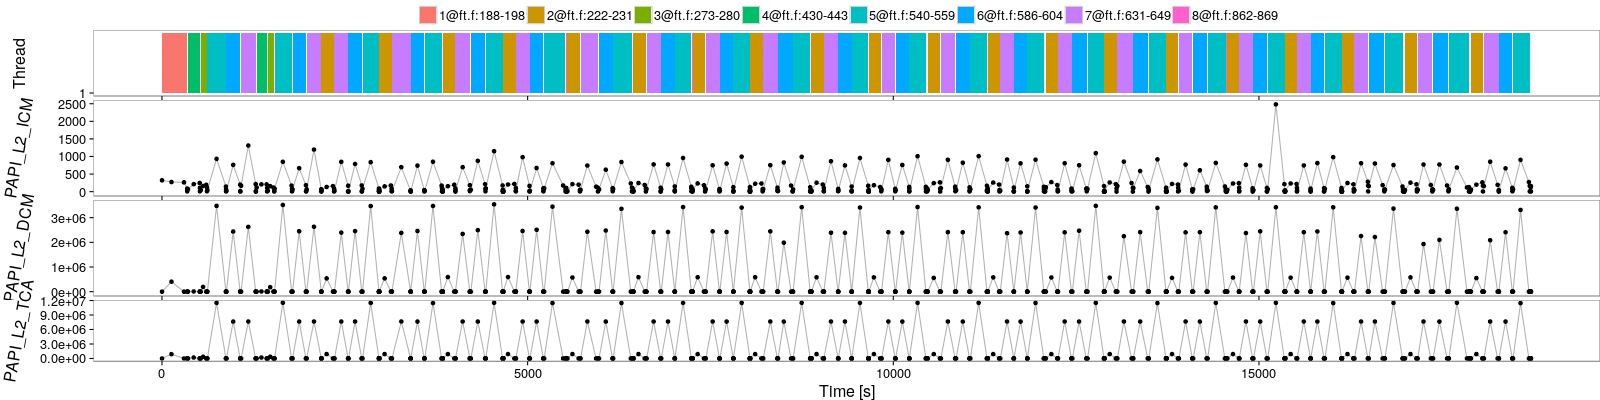 1@ft.f:188-198 2@ft.f:222-231 3@ft.f:273-280 4@ft.f:430-443 5@ft.f:540-559 6@ft.f:586-604 7@ft.f:631-649 8@ft.f:862-869
Thread
1
PAPI_L2_ICM
2500
2000
1500
1000
500
0
PAPI_L2_DCM
3e+06
2e+06
1e+06
0e+00
PAPI_L2_TCA
1.2e+07
9.0e+06
6.0e+06
3.0e+06
0.0e+00
0 5000 10000 15000
Time [s]